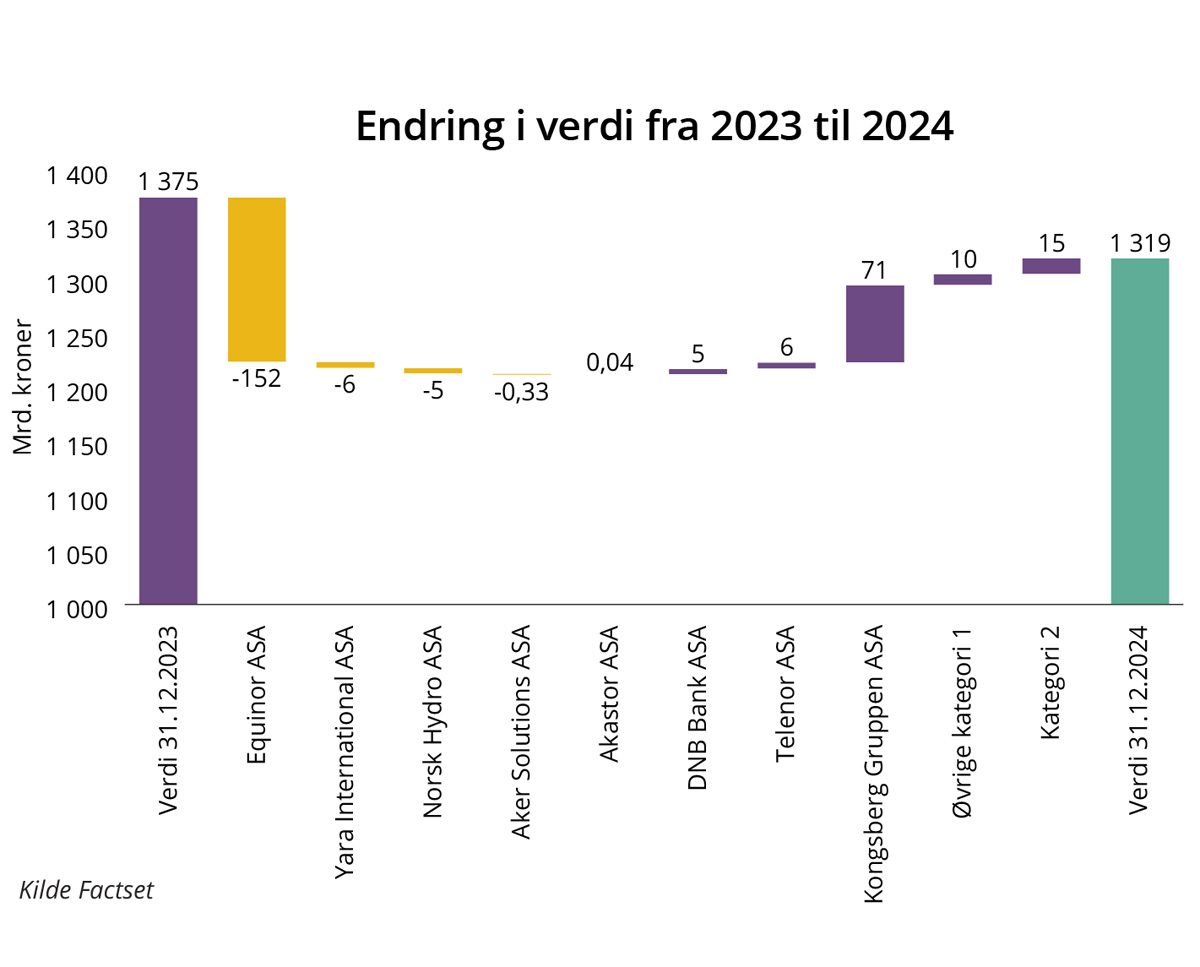 Endring i verdi fra 2023 til 2024
Mrd. kroner
1 400
1 350
1 300
1 250
1 200
1 150
1 100
1 050
1 000
1 375
-152
-6
-5
-0,33
0,04
5
6
71
10
15
1 319
Verdi 31.12.2023
Equinor ASA
Yara International ASA
Norsk Hydro ASA
Aker Solutions ASA
Akastor ASA
DNB Bank ASA
Telenor ASA
Kongsberg Gruppen ASA
Øvrige kategori 1
Kategori 2
Verdi 31.12.2024
Kilde Factset